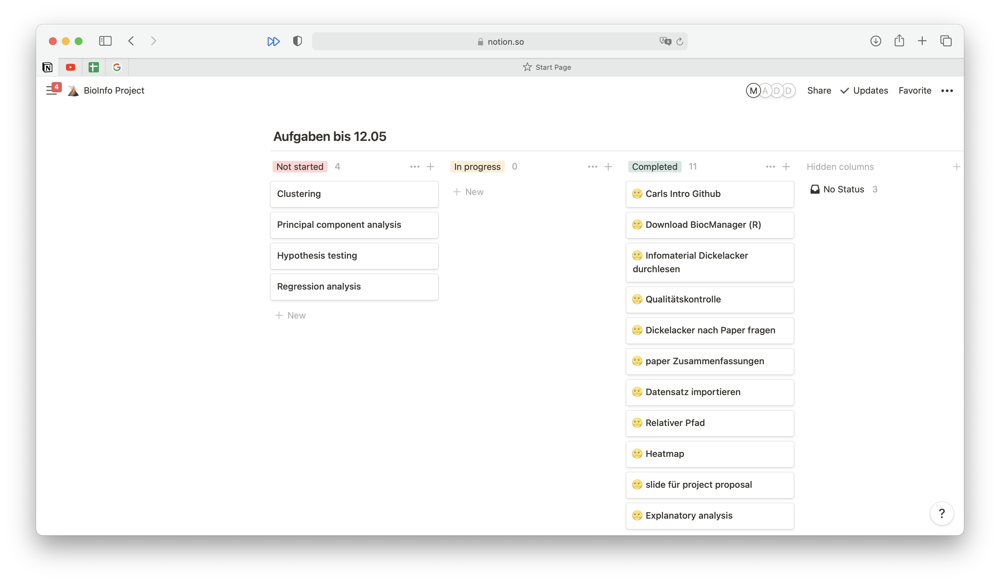 notion.so
Start Page
4
BioInfo Project
M A D D
Share Updates Favorite
Aufgaben bis 12.05
Not started 4
Clustering
Principal component analysis
Hypothesis testing
Regression analysis
New
In progress 0
New
Completed 11
Carls Intro Github
Download BiocManager (R)
Infomaterial Dickelacker
durchlesen
Qualitätskontrolle
Dickelacker nach Paper fragen
paper Zusammenfassungen
Datensatz importieren
Relativer Pfad
Heatmap
slide für project proposal
Explanatory analysis
Hidden columns
No Status 3
?